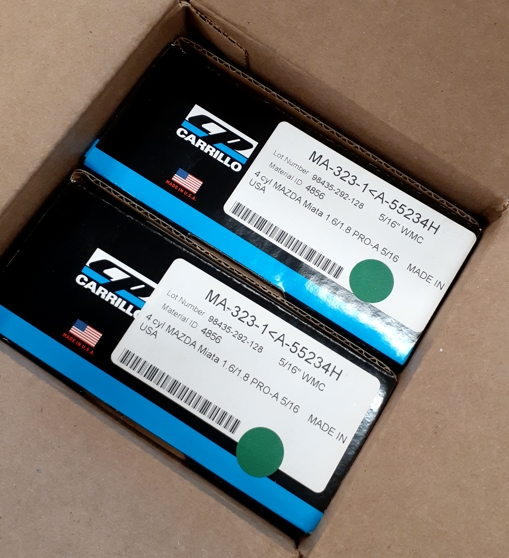 CP
CARRILLO
MADE IN U.S.A.
MA-323-1<A-55234H
Lot Number 98435-292-128 5/16" WMC
Material ID 4856
4 cyl MAZDA Miata 1.6/1.8 PRO-A 5/16 MADE IN
USA
CP
CARRILLO
MADE IN U.S.A.
MA-323-1<A-55234H
Lot Number 98435-292-128 5/16" WMC
Material ID 4856
4 cyl MAZDA Miata 1.6/1.8 PRO-A 5/16 MADE IN
USA